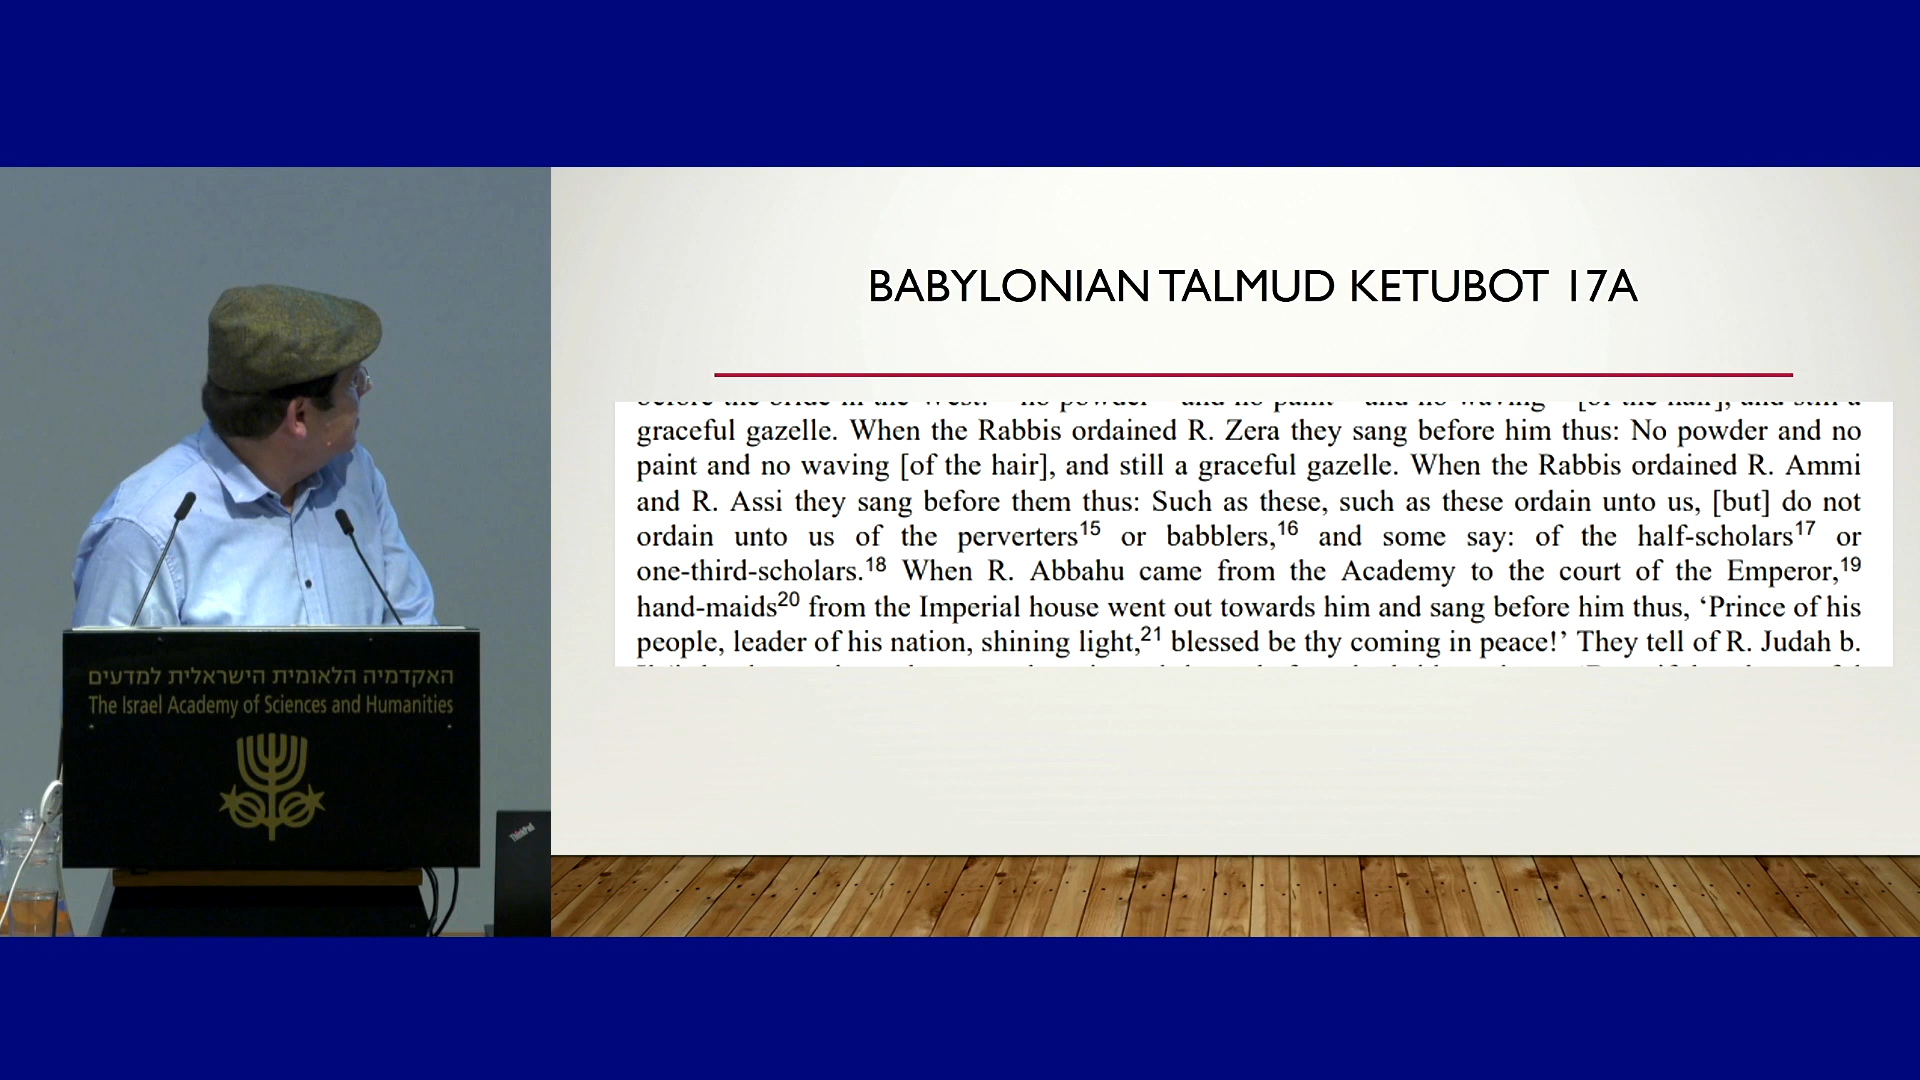 BABYLONIAN TALMUD KETUBOT 17A
graceful gazelle. When the Rabbis ordained R. Zera they sang before him thus: No powder and no
paint and no waving [of the hair], and still a graceful gazelle. When the Rabbis ordained R. Ammi
and R. Assi they sang before them thus: Such as these, such as these ordain unto us, [but] do not
ordain unto us of the perverters15 or babblers,16 and some say: of the half-scholars17 or
one-third-scholars.18 When R. Abbahu came from the Academy to the court of the Emperor,19
hand-maids20 from the Imperial house went out towards him and sang before him thus, ‘Prince of his
people, leader of his nation, shining light,21 blessed be thy coming in peace!’ They tell of R. Judah b.
האקדמיה הלאומית הישראלית למדעים
The Israel Academy of Sciences and Humanities
ThinkPad